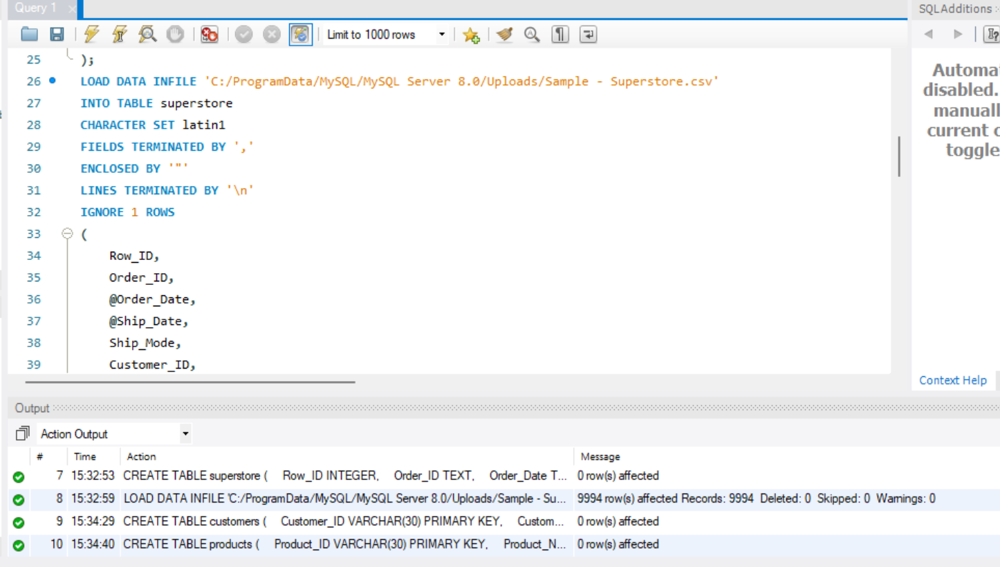 Query 1
SQLAdditions
Limit to 1000 rows
25 );
26 LOAD DATA INFILE 'C:/ProgramData/MySQL/MySQL Server 8.0/Uploads/Sample - Superstore.csv'
27 INTO TABLE superstore
28 CHARACTER SET latin1
29 FIELDS TERMINATED BY ','
30 ENCLOSED BY '"'
31 LINES TERMINATED BY '\n'
32 IGNORE 1 ROWS
33 (
34 Row_ID,
35 Order_ID,
36 @Order_Date,
37 @Ship_Date,
38 Ship_Mode,
39 Customer_ID,
Automa
disabled.
manuall
current c
toggle
Context Help
Output
Action Output
# Time Action Message
7 15:32:53 CREATE TABLE superstore ( Row_ID INTEGER, Order_ID TEXT, Order_Date T... 0 row(s) affected
8 15:32:59 LOAD DATA INFILE 'C:/ProgramData/MySQL/MySQL Server 8.0/Uploads/Sample - Su... 9994 row(s) affected Records: 9994 Deleted: 0 Skipped: 0 Warnings: 0
9 15:34:29 CREATE TABLE customers ( Customer_ID VARCHAR(30) PRIMARY KEY, Custom... 0 row(s) affected
10 15:34:40 CREATE TABLE products ( Product_ID VARCHAR(30) PRIMARY KEY, Product_N... 0 row(s) affected